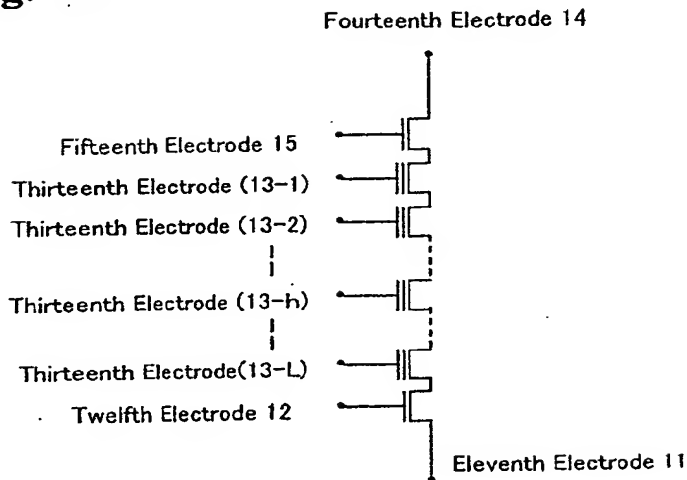 g.
Fourteenth Electrode 14
Fifteenth Electrode 15
Thirteenth Electrode (13-1)
Thirteenth Electrode (13-2)
Thirteenth Electrode (13-h)
Thirteenth Electrode(13-L)
Twelfth Electrode 12
Eleventh Electrode 11